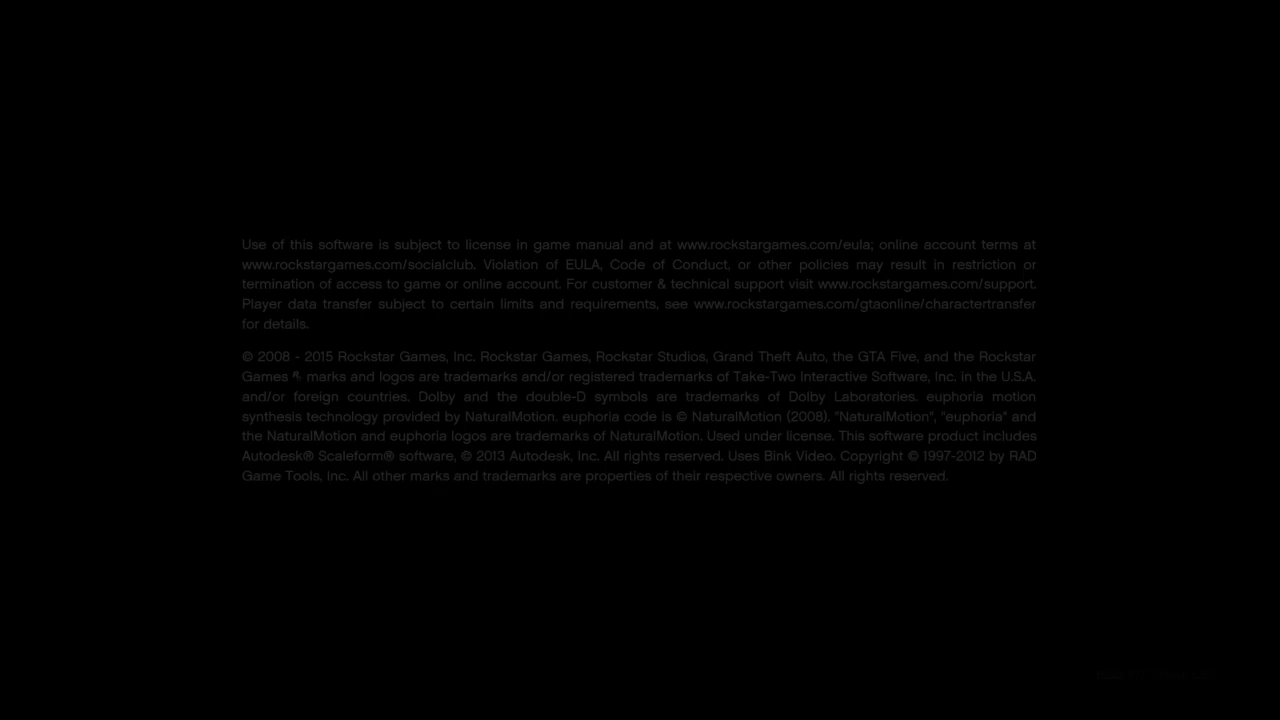 Use of this software is subject to license in game manual and at www.rockstargames.com/eula; online account terms at
www.rockstargames.com/socialclub. Violation of EULA, Code of Conduct, or other policies may result in restriction or
termination of access to game or online account. For customer & technical support visit www.rockstargames.com/support.
Player data transfer subject to certain limits and requirements, see www.rockstargames.com/gtaonline/charactertransfer
for details.
© 2008 - 2015 Rockstar Games, Inc. Rockstar Games, Rockstar Studios, Grand Theft Auto, the GTA Five, and the Rockstar
Games R* marks and logos are trademarks and/or registered trademarks of Take-Two Interactive Software, Inc. in the U.S.A.
and/or foreign countries. Dolby and the double-D symbols are trademarks of Dolby Laboratories. euphoria motion
synthesis technology provided by NaturalMotion. euphoria code is © NaturalMotion (2008). "NaturalMotion", "euphoria" and
the NaturalMotion and euphoria logos are trademarks of NaturalMotion. Used under license. This software product includes
Autodesk® Scaleform® software, © 2013 Autodesk, Inc. All rights reserved. Uses Bink Video. Copyright © 1997-2012 by RAD
Game Tools, Inc. All other marks and trademarks are properties of their respective owners. All rights reserved.